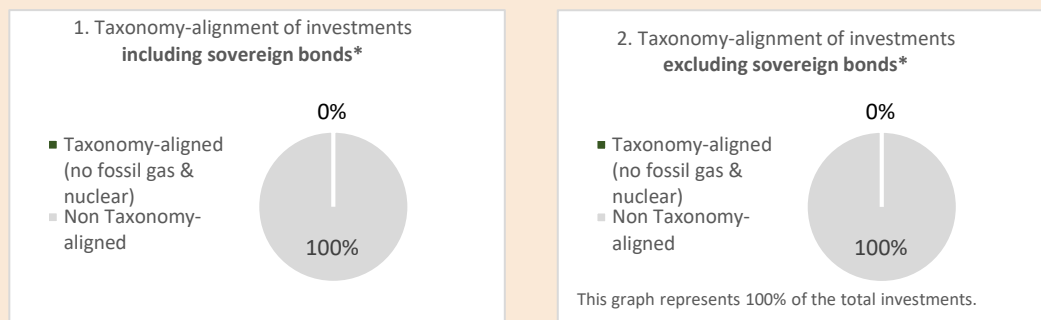 1. Taxonomy-alignment of investments
including sovereign bonds*
0%
Taxonomy-aligned
(no fossil gas &
nuclear)
Non Taxonomy-
aligned
100%
2. Taxonomy-alignment of investments
excluding sovereign bonds*
0%
Taxonomy-aligned
(no fossil gas &
nuclear)
Non Taxonomy-
aligned
100%
This graph represents 100% of the total investments.